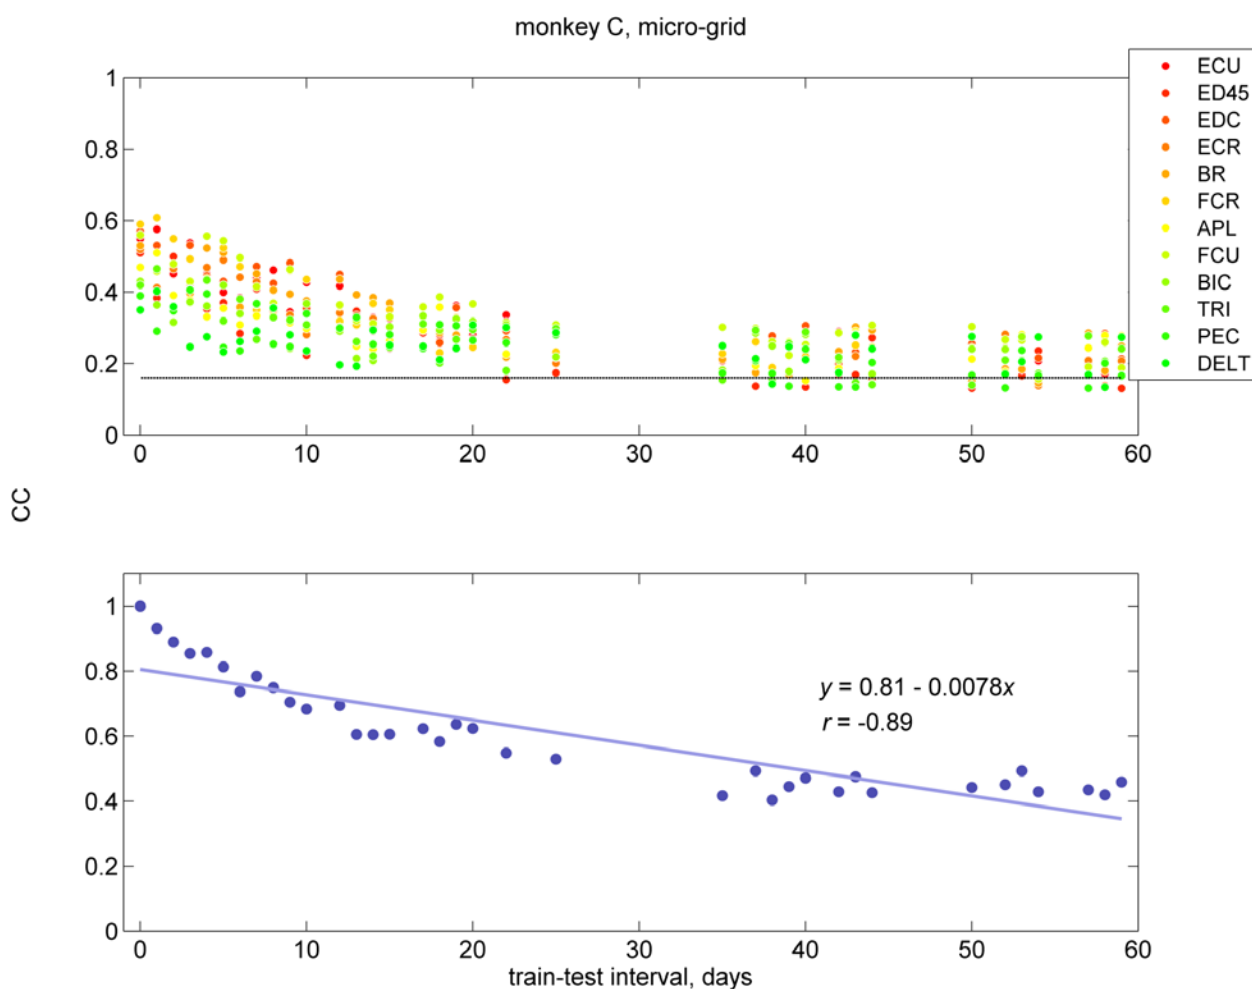 monkey C, micro-grid
1
0.8
0.6
0.4
0.2
0
0 10 20 30 40 50 60
ECU
ED45
EDC
ECR
BR
FCR
APL
FCU
BIC
TRI
PEC
DELT
CC
1
0.8
0.6
0.4
0.2
0
y = 0.81 - 0.0078x
r = -0.89
0 10 20 30 40 50 60
train-test interval, days